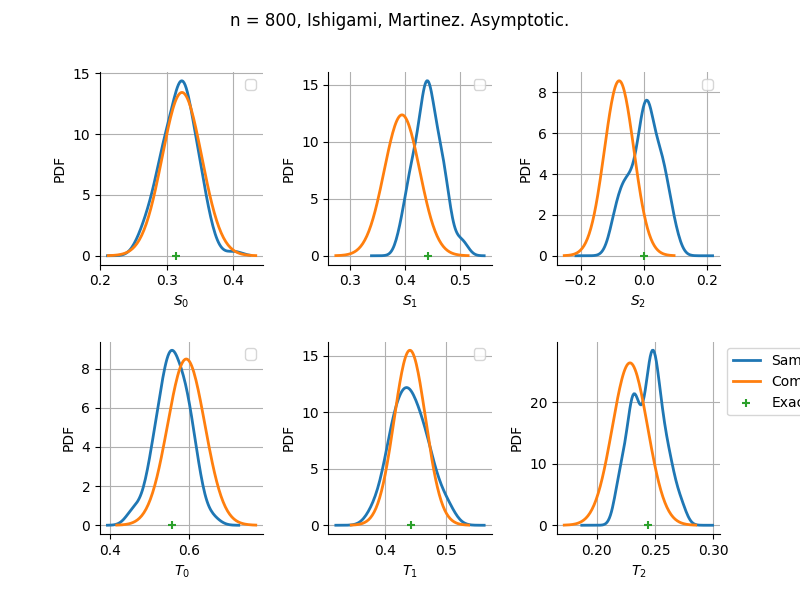 n = 800, Ishigami, Martinez. Asymptotic.
15
10
5
0
PDF
0.2
0.3
0.4
S0
15
10
5
0
PDF
0.3
0.4
0.5
S1
8
6
4
2
0
PDF
−0.2
0.0
0.2
S2
8
6
4
2
0
PDF
0.4
0.6
T0
15
10
5
0
PDF
0.4
0.5
T1
20
10
0
PDF
0.20
0.25
0.30
T2
Sam
Com
Exac